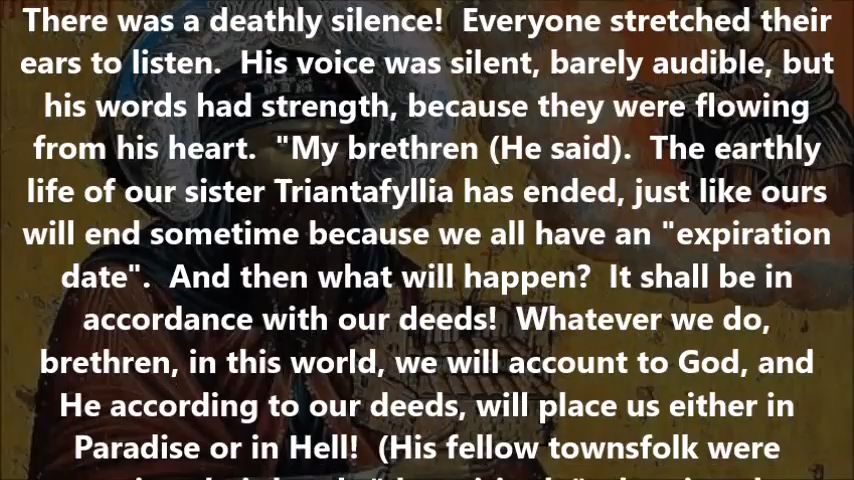 There was a deathly silence!  Everyone stretched their
ears to listen.  His voice was silent, barely audible, but
his words had strength, because they were flowing
from his heart.  "My brethren (He said).  The earthly
life of our sister Triantafyllia has ended, just like ours
will end sometime because we all have an "expiration
date".  And then what will happen?  It shall be in
accordance with our deeds!  Whatever we do,
brethren, in this world, we will account to God, and
He according to our deeds, will place us either in
Paradise or in Hell!  (His fellow townsfolk were